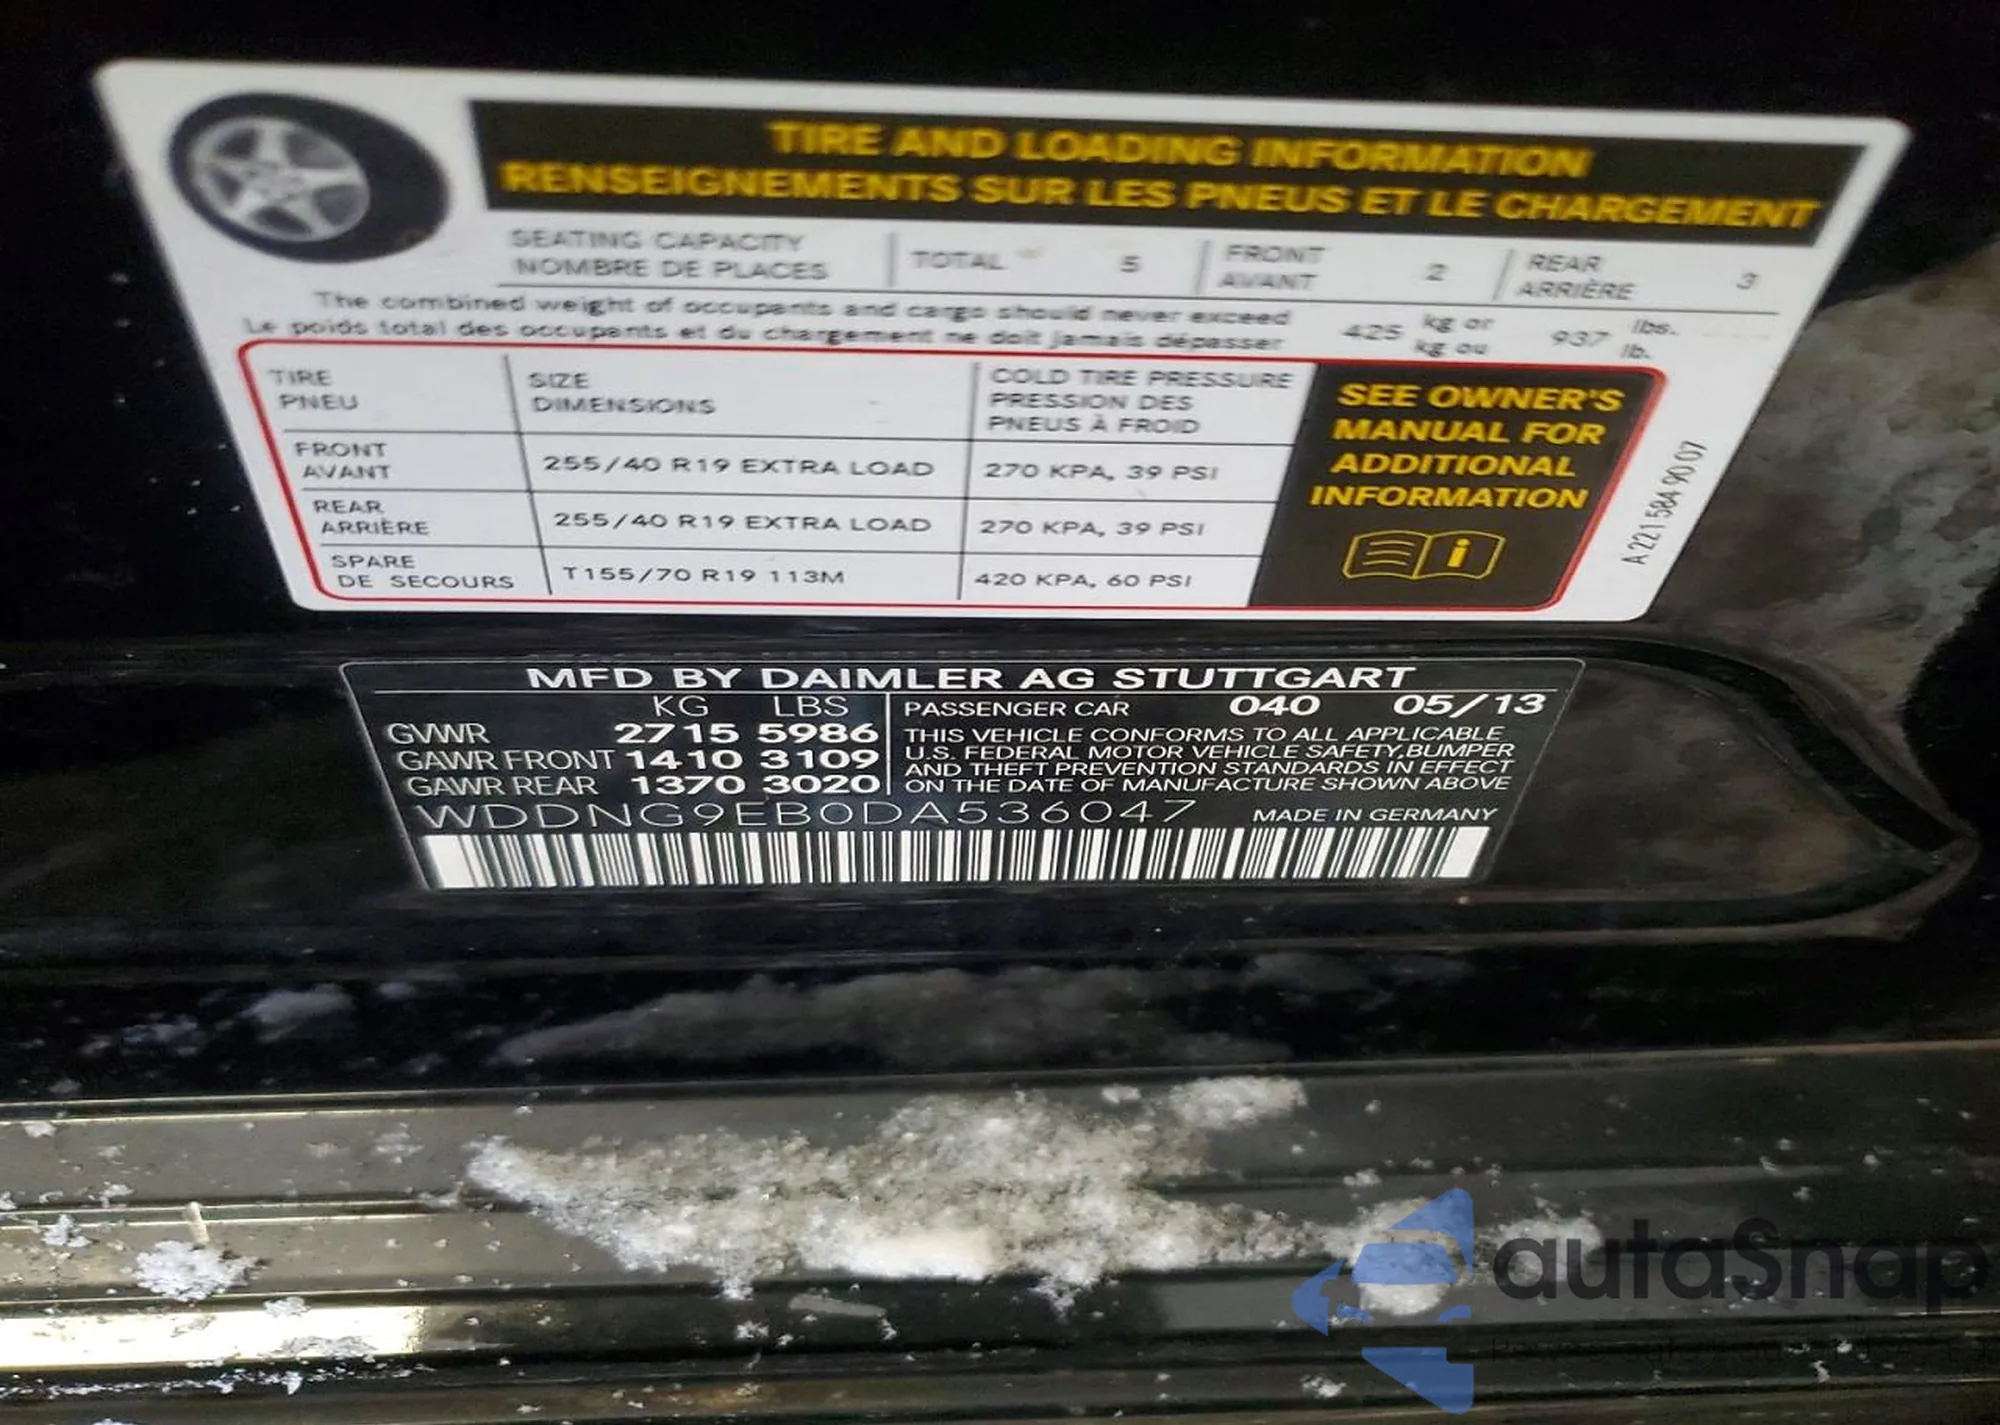 TIRE AND LOADING INFORMATION
RENSEIGNEMENTS SUR LES PNEUS ET LE CHARGEMENT
SEATING CAPACITY
NOMBRE DE PLACES
TOTAL 5
FRONT
AVANT 2
REAR
ARRIÈRE 3
The combined weight of occupants and cargo should never exceed
Le poids total des occupants et du chargement ne doit jamais dépasser
425 kg or
kg ou
937 lbs.
lb.
TIRE
PNEU
SIZE
DIMENSIONS
COLD TIRE PRESSURE
PRESSION DES
PNEUS À FROID
FRONT
AVANT
255/40 R19 EXTRA LOAD
270 KPA, 39 PSI
REAR
ARRIÈRE
255/40 R19 EXTRA LOAD
270 KPA, 39 PSI
SPARE
DE SECOURS
T155/70 R19 113M
420 KPA, 60 PSI
SEE OWNER'S
MANUAL FOR
ADDITIONAL
INFORMATION
A 221 584 90 07
MFD BY DAIMLER AG STUTTGART
KG LBS
GVWR 2715 5986
GAWR FRONT 1410 3109
GAWR REAR 1370 3020
PASSENGER CAR 040 05/13
THIS VEHICLE CONFORMS TO ALL APPLICABLE
U.S. FEDERAL MOTOR VEHICLE SAFETY,BUMPER
AND THEFT PREVENTION STANDARDS IN EFFECT
ON THE DATE OF MANUFACTURE SHOWN ABOVE
WDDNG9EB0DA536047
MADE IN GERMANY
autaSnap